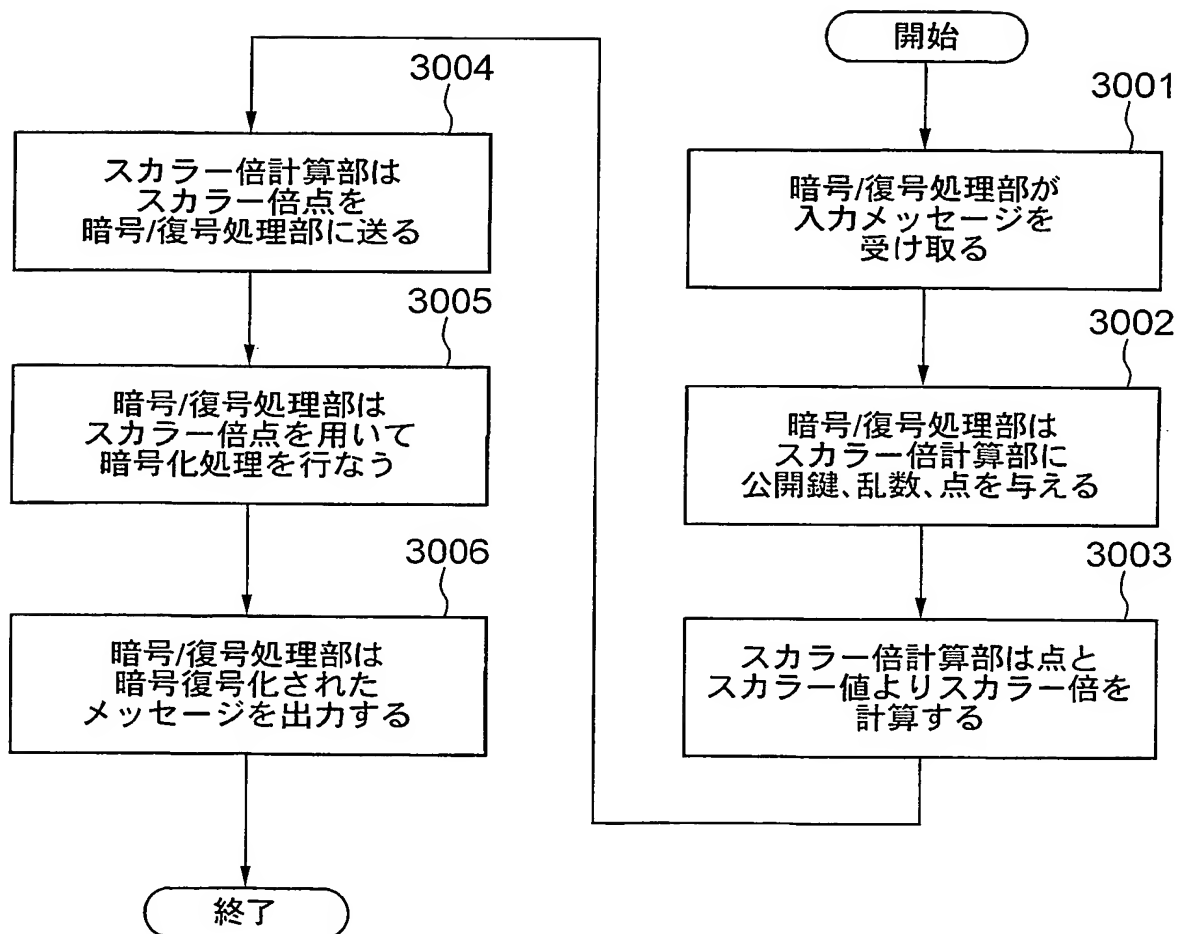 開始
3001
暗号/復号処理部が
入力メッセージを
受け取る
3002
暗号/復号処理部は
スカラー倍計算部に
公開鍵、乱数、点を与える
3003
スカラー倍計算部は点と
スカラー値よりスカラー倍を
計算する
3004
スカラー倍計算部は
スカラー倍点を
暗号/復号処理部に送る
3005
暗号/復号処理部は
スカラー倍点を用いて
暗号化処理を行なう
3006
暗号/復号処理部は
暗号復号化された
メッセージを出力する
終了